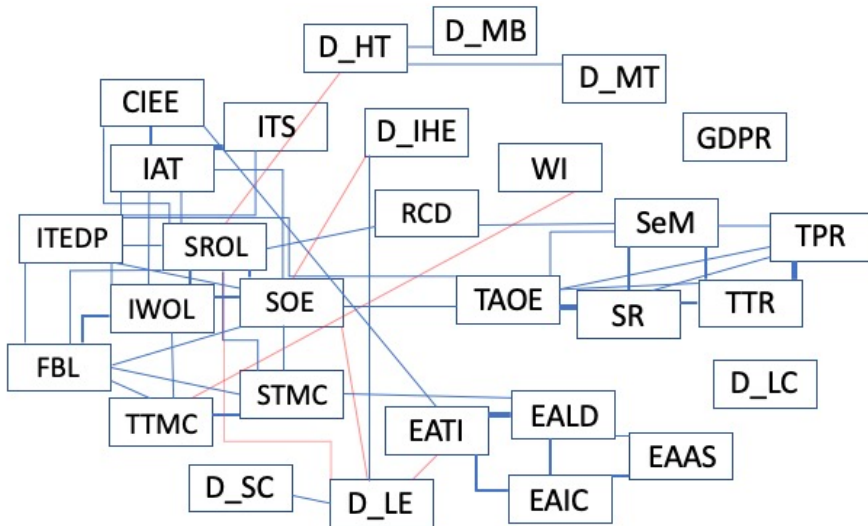 D_MB
D_HT
D_MT
CIEE
ITS
D_IHE
GDPR
IAT
WI
RCD
SeM
ITEDP
SROL
TPR
IWOL
SOE
TAOE
SR
TTR
FBL
STMC
D_LC
TTMC
EATI
EALD
EAAS
D_SC
D_LE
EAIC